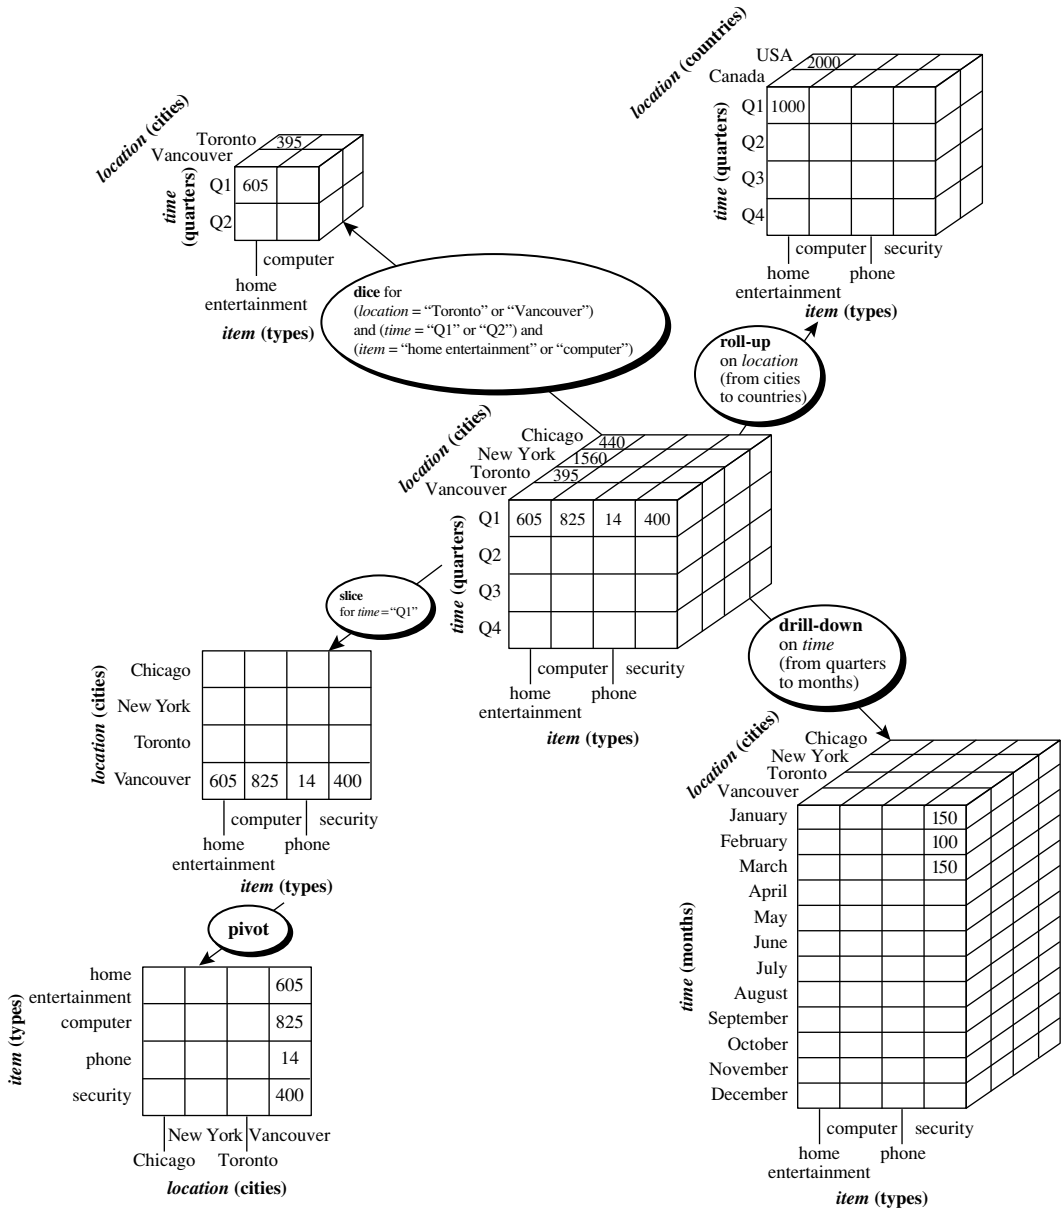 location (countries)
USA
2000
Canada
Q1 1000
Q2
Q3
Q4
time (quarters)
computer security
home phone
entertainment
item (types)
location (cities)
Toronto 395
Vancouver
Q1 605
Q2
time
(quarters)
computer
home
entertainment
item (types)
dice for
(location = “Toronto” or “Vancouver”)
and (time = “Q1” or “Q2”) and
(item = “home entertainment” or “computer”)
roll-up
on location
(from cities
to countries)
location (cities)
Chicago 440
New York 1560
Toronto 395
Vancouver
Q1 605 825 14 400
Q2
Q3
Q4
time (quarters)
computer security
home phone
entertainment
item (types)
slice
for time = “Q1”
drill-down
on time
(from quarters
to months)
location (cities)
Chicago
New York
Toronto
Vancouver 605 825 14 400
computer security
home phone
entertainment
item (types)
pivot
item (types)
home 605
entertainment
computer 825
phone 14
security 400
New York Vancouver
Chicago Toronto
location (cities)
location (cities)
Chicago
New York
Toronto
Vancouver
January 150
February 100
March 150
April
May
June
July
August
September
October
November
December
time (months)
computer security
home phone
entertainment
item (types)